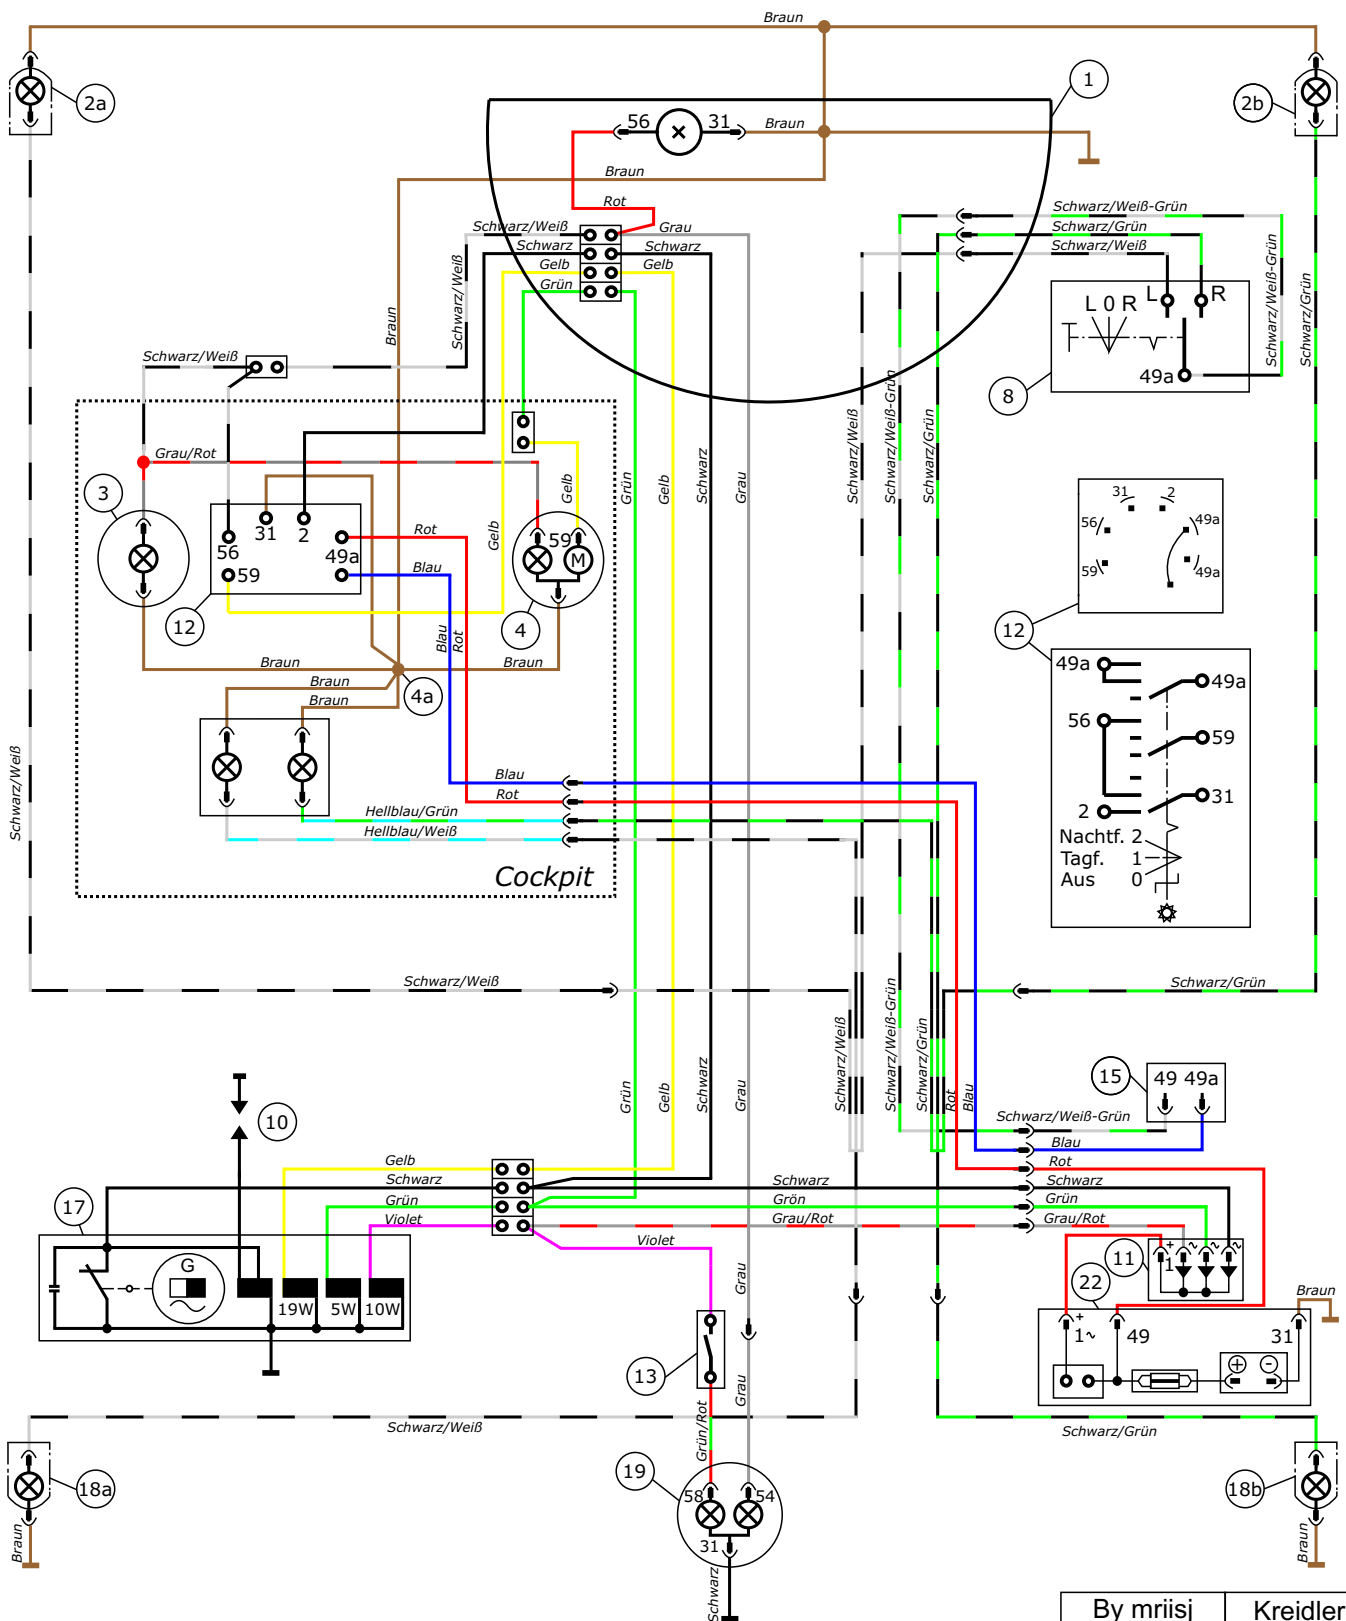 Braun
2a
2b
1
56
31
Braun
Braun
Rot
Schwarz/Weiß
Grau
Schwarz
Schwarz
Gelb
Gelb
Grün
Schwarz/Weiß-Grün
Schwarz/Grün
Schwarz/Weiß
L
R
L 0 R
49a
8
Schwarz/Weiß-Grün
Schwarz/Grün
Schwarz/Weiß
Braun
Schwarz/Weiß
Schwarz/Weiß-Grün
Schwarz/Weiß
Schwarz/Grün
Grau/Rot
Gelb
Grün
Gelb
Schwarz
Grau
Gelb
3
56
31
2
49a
59
12
Rot
Blau
59
M
4
31
2
56
49a
59
49a
12
Blau
Rot
Braun
Braun
Braun
Braun
4a
49a
49a
56
59
31
2
Nachtf. 2
Tagf. 1
Aus 0
Schwarz/Weiß
Blau
Rot
Hellblau/Grün
Hellblau/Weiß
Cockpit
Schwarz/Weiß
Schwarz/Grün
Grün
Gelb
Schwarz
Grau
Schwarz/Weiß
Schwarz/Weiß-Grün
Schwarz/Grün
Rot
Blau
15
49 49a
Schwarz/Weiß-Grün
Blau
Rot
Schwarz
Grün
Grau/Rot
10
Gelb
Schwarz
Grün
Violet
Schwarz
Grön
Grau/Rot
Violet
17
G
19W
5W
10W
Grau
11
1
+
~
~
~
22
Braun
+
1~
49
31
+
-
13
Grau
Grün/Rot
Schwarz/Weiß
Schwarz/Grün
18a
19
58
54
31
18b
Braun
Schwarz
Braun
By mriisj
Kreidler